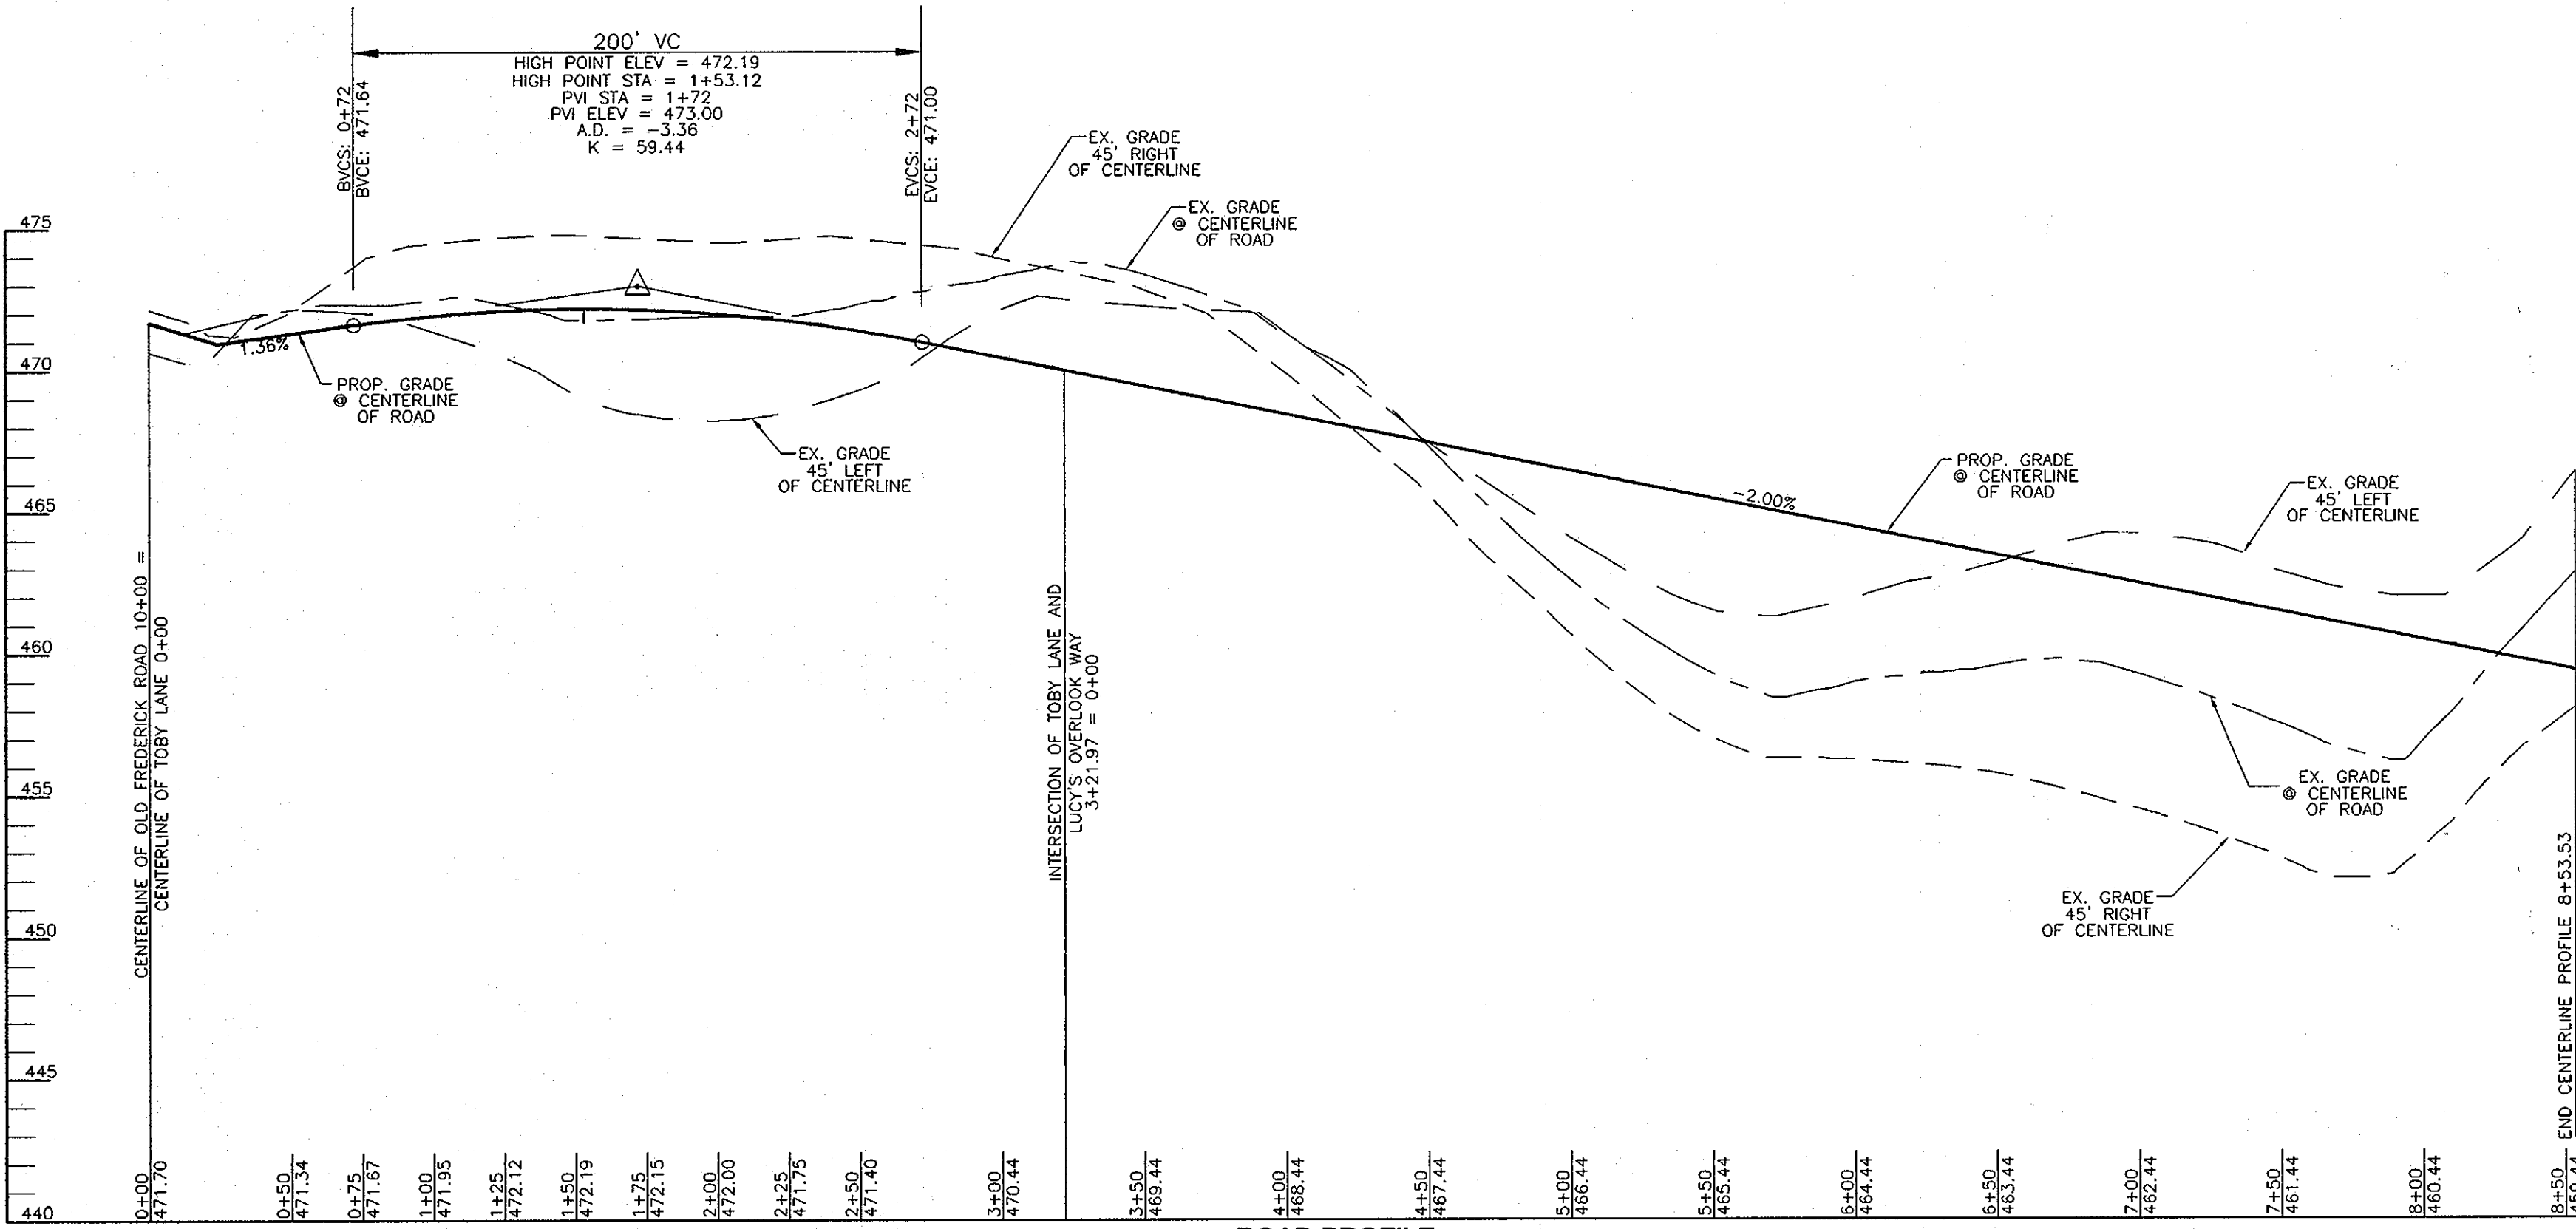 200' VC
HIGH POINT ELEV = 472.19
HIGH POINT STA = 1+53.12
PVI STA = 1+72
PVI ELEV = 473.00
A.D. = -3.36
K = 59.44
BVCS: 0+72
BVCE: 471.64
EVCS: 2+72
EVCE: 471.00
EX. GRADE
45' RIGHT
OF CENTERLINE
EX. GRADE
@ CENTERLINE
OF ROAD
475
470
465
460
455
450
445
440
1.36%
PROP. GRADE
@ CENTERLINE
OF ROAD
EX. GRADE
45' LEFT
OF CENTERLINE
-2.00%
PROP. GRADE
@ CENTERLINE
OF ROAD
EX. GRADE
45' LEFT
OF CENTERLINE
EX. GRADE
@ CENTERLINE
OF ROAD
EX. GRADE
45' RIGHT
OF CENTERLINE
CENTERLINE OF OLD FREDERICK ROAD 10+00 =
CENTERLINE OF TOBY LANE 0+00
INTERSECTION OF TOBY LANE AND
LUCY'S OVERLOOK WAY
3+21.97 = 0+00
END CENTERLINE PROFILE 8+53.53
0+00
471.70
0+50
471.34
0+75
471.67
1+00
471.95
1+25
472.12
1+50
472.19
1+75
472.15
2+00
472.00
2+25
471.75
2+50
471.40
3+00
470.44
3+50
469.44
4+00
468.44
4+50
467.44
5+00
466.44
5+50
465.44
6+00
464.44
6+50
463.44
7+00
462.44
7+50
461.44
8+00
460.44
8+50